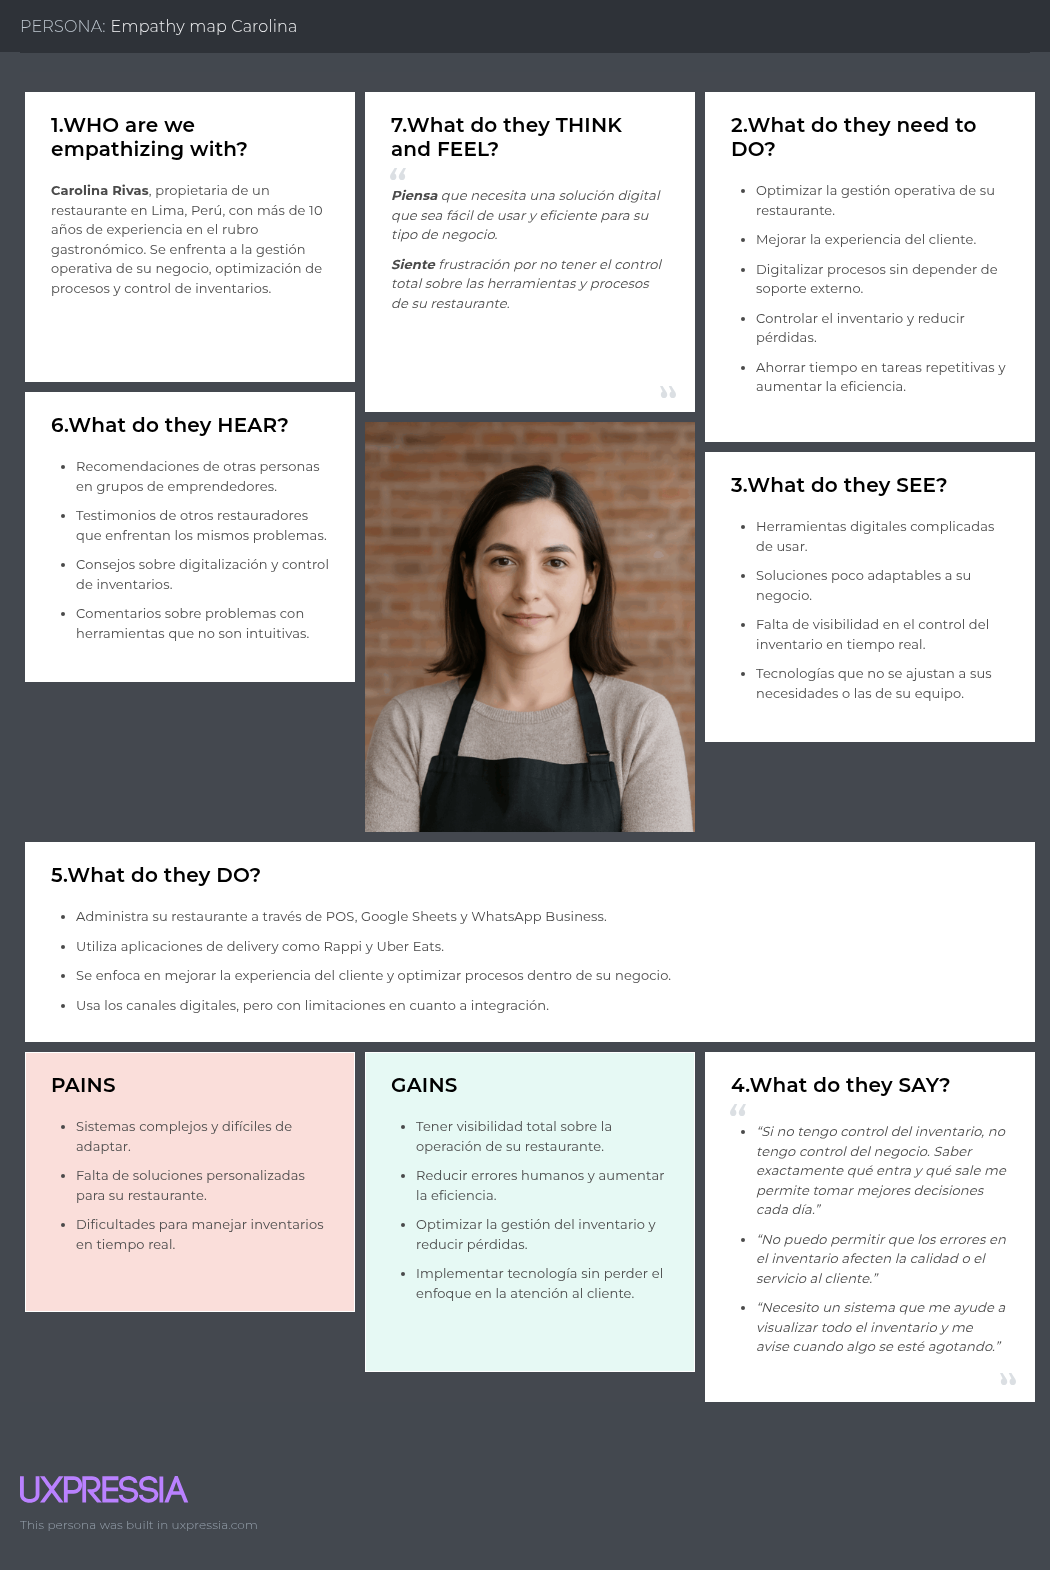 PERSONA: Empathy map Carolina
1.WHO are we
empathizing with?
Carolina Rivas, propietaria de un
restaurante en Lima, Perú, con más de 10
años de experiencia en el rubro
gastronómico. Se enfrenta a la gestión
operativa de su negocio, optimización de
procesos y control de inventarios.
7.What do they THINK
and FEEL?
“
Piensa que necesita una solución digital
que sea fácil de usar y eficiente para su
tipo de negocio.
Siente frustración por no tener el control
total sobre las herramientas y procesos
de su restaurante.
”
2.What do they need to
DO?
• Optimizar la gestión operativa de su
restaurante.
• Mejorar la experiencia del cliente.
• Digitalizar procesos sin depender de
soporte externo.
• Controlar el inventario y reducir
pérdidas.
• Ahorrar tiempo en tareas repetitivas y
aumentar la eficiencia.
6.What do they HEAR?
• Recomendaciones de otras personas
en grupos de emprendedores.
• Testimonios de otros restauradores
que enfrentan los mismos problemas.
• Consejos sobre digitalización y control
de inventarios.
• Comentarios sobre problemas con
herramientas que no son intuitivas.
3.What do they SEE?
• Herramientas digitales complicadas
de usar.
• Soluciones poco adaptables a su
negocio.
• Falta de visibilidad en el control del
inventario en tiempo real.
• Tecnologías que no se ajustan a sus
necesidades o las de su equipo.
5.What do they DO?
• Administra su restaurante a través de POS, Google Sheets y WhatsApp Business.
• Utiliza aplicaciones de delivery como Rappi y Uber Eats.
• Se enfoca en mejorar la experiencia del cliente y optimizar procesos dentro de su negocio.
• Usa los canales digitales, pero con limitaciones en cuanto a integración.
PAINS
• Sistemas complejos y difíciles de
adaptar.
• Falta de soluciones personalizadas
para su restaurante.
• Dificultades para manejar inventarios
en tiempo real.
GAINS
• Tener visibilidad total sobre la
operación de su restaurante.
• Reducir errores humanos y aumentar
la eficiencia.
• Optimizar la gestión del inventario y
reducir pérdidas.
• Implementar tecnología sin perder el
enfoque en la atención al cliente.
4.What do they SAY?
“
• “Si no tengo control del inventario, no
tengo control del negocio. Saber
exactamente qué entra y qué sale me
permite tomar mejores decisiones
cada día.”
• “No puedo permitir que los errores en
el inventario afecten la calidad o el
servicio al cliente.”
• “Necesito un sistema que me ayude a
visualizar todo el inventario y me
avise cuando algo se esté agotando.”
”
UXPRESSIA
This persona was built in uxpressia.com